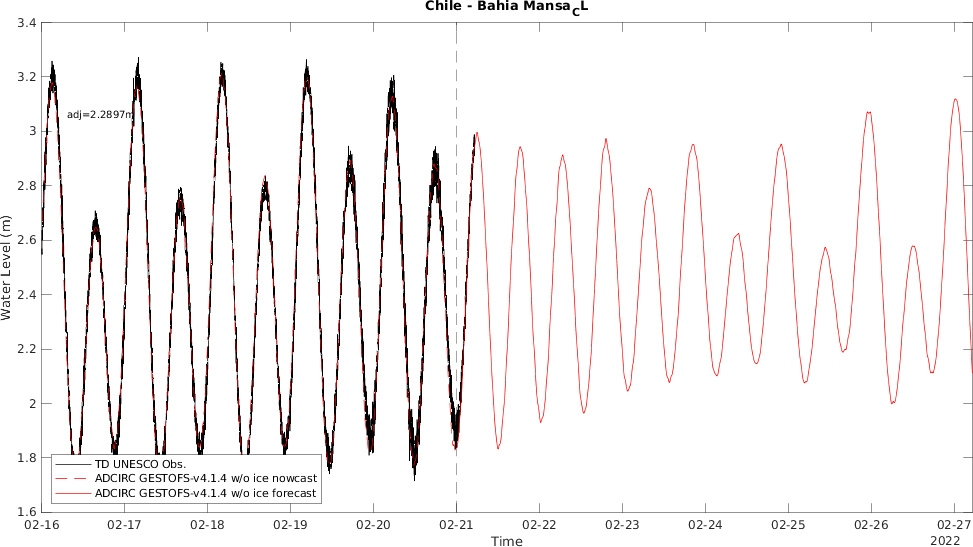 Chile - Bahia Mansa_CL
3.4
3.2
3
2.8
2.6
2.4
2.2
2
1.8
1.6
Water Level (m)
adj=2.2897m
TD UNESCO Obs.
ADCIRC GESTOFS-v4.1.4 w/o ice nowcast
ADCIRC GESTOFS-v4.1.4 w/o ice forecast
02-16 02-17 02-18 02-19 02-20 02-21 02-22 02-23 02-24 02-25 02-26 02-27
Time
2022